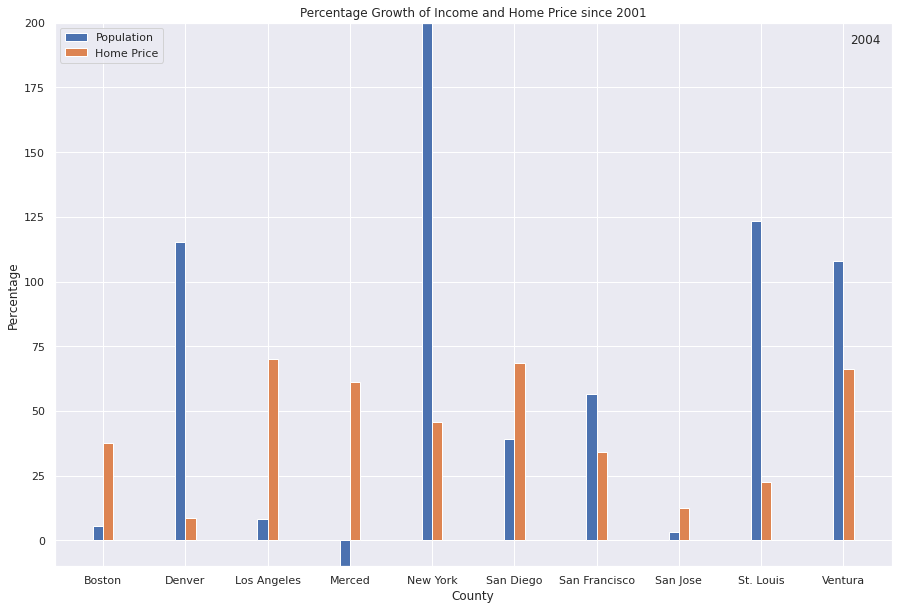 Percentage Growth of Income and Home Price since 2001
200
175
150
125
100
75
50
25
0
Percentage
Population
Home Price
2004
Boston Denver Los Angeles Merced New York San Diego San Francisco San Jose St. Louis Ventura
County